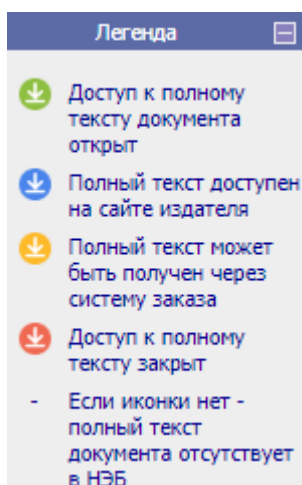 Легенда
Доступ к полному
тексту документа
открыт
Полный текст доступен
на сайте издателя
Полный текст может
быть получен через
систему заказа
Доступ к полному
тексту закрыт
- Если иконки нет -
полный текст
документа отсутствует
в НЭБ